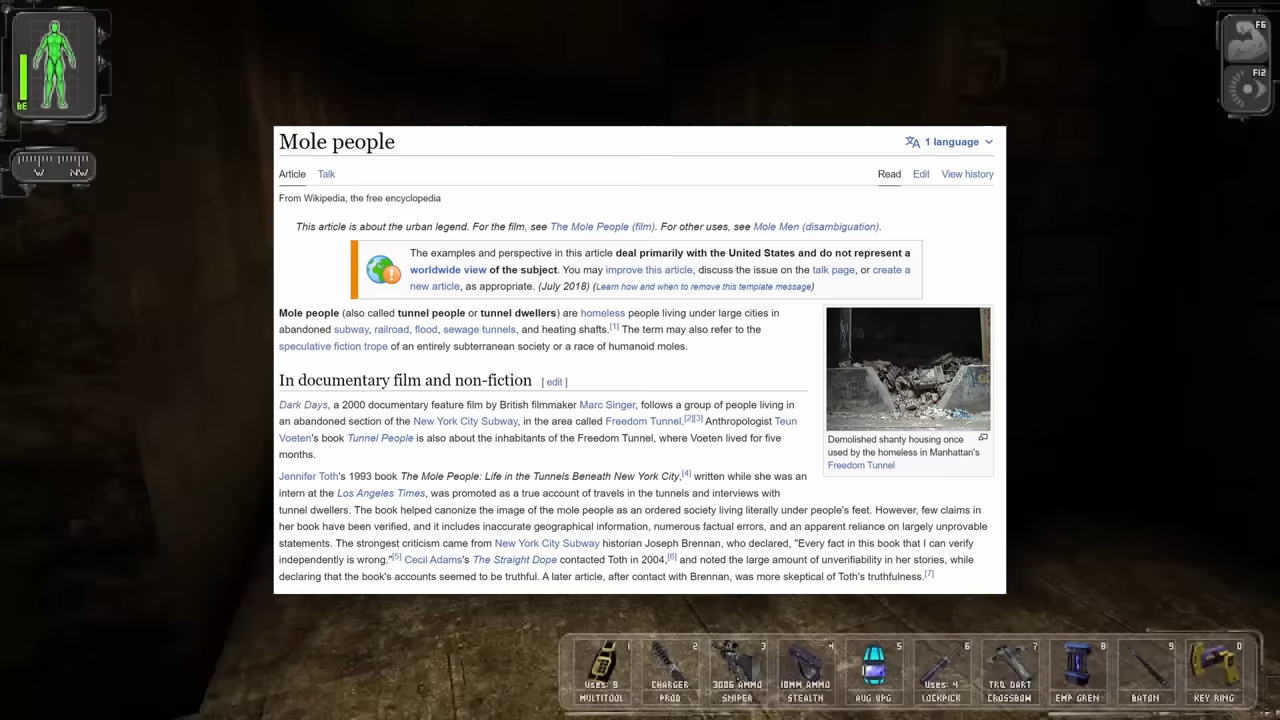 F6
F12
BE
W NW
Mole people
1 language
Article Talk Read Edit View history
From Wikipedia, the free encyclopedia
This article is about the urban legend. For the film, see The Mole People (film). For other uses, see Mole Men (disambiguation).
The examples and perspective in this article deal primarily with the United States and do not represent a
worldwide view of the subject. You may improve this article, discuss the issue on the talk page, or create a
new article, as appropriate. (July 2018) (Learn how and when to remove this template message)
Mole people (also called tunnel people or tunnel dwellers) are homeless people living under large cities in
abandoned subway, railroad, flood, sewage tunnels, and heating shafts.[1] The term may also refer to the
speculative fiction trope of an entirely subterranean society or a race of humanoid moles.
Demolished shanty housing once
used by the homeless in Manhattan's
Freedom Tunnel
In documentary film and non-fiction [ edit ]
Dark Days, a 2000 documentary feature film by British filmmaker Marc Singer, follows a group of people living in
an abandoned section of the New York City Subway, in the area called Freedom Tunnel.[2][3] Anthropologist Teun
Voeten's book Tunnel People is also about the inhabitants of the Freedom Tunnel, where Voeten lived for five
months.
Jennifer Toth's 1993 book The Mole People: Life in the Tunnels Beneath New York City,[4] written while she was an
intern at the Los Angeles Times, was promoted as a true account of travels in the tunnels and interviews with
tunnel dwellers. The book helped canonize the image of the mole people as an ordered society living literally under people's feet. However, few claims in
her book have been verified, and it includes inaccurate geographical information, numerous factual errors, and an apparent reliance on largely unprovable
statements. The strongest criticism came from New York City Subway historian Joseph Brennan, who declared, "Every fact in this book that I can verify
independently is wrong."[5] Cecil Adams's The Straight Dope contacted Toth in 2004,[6] and noted the large amount of unverifiability in her stories, while
declaring that the book's accounts seemed to be truthful. A later article, after contact with Brennan, was more skeptical of Toth's truthfulness.[7]
1 2 3 4 5 6 7 8 9 0
Uses: 9 CHARGER 3006 AMMO 10MM AMMO Uses: 4 TRQ DART
MULTITOOL PROD SNIPER STEALTH AUG UPG LOCKPICK CROSSBOW EMP GREN BATON KEY RING